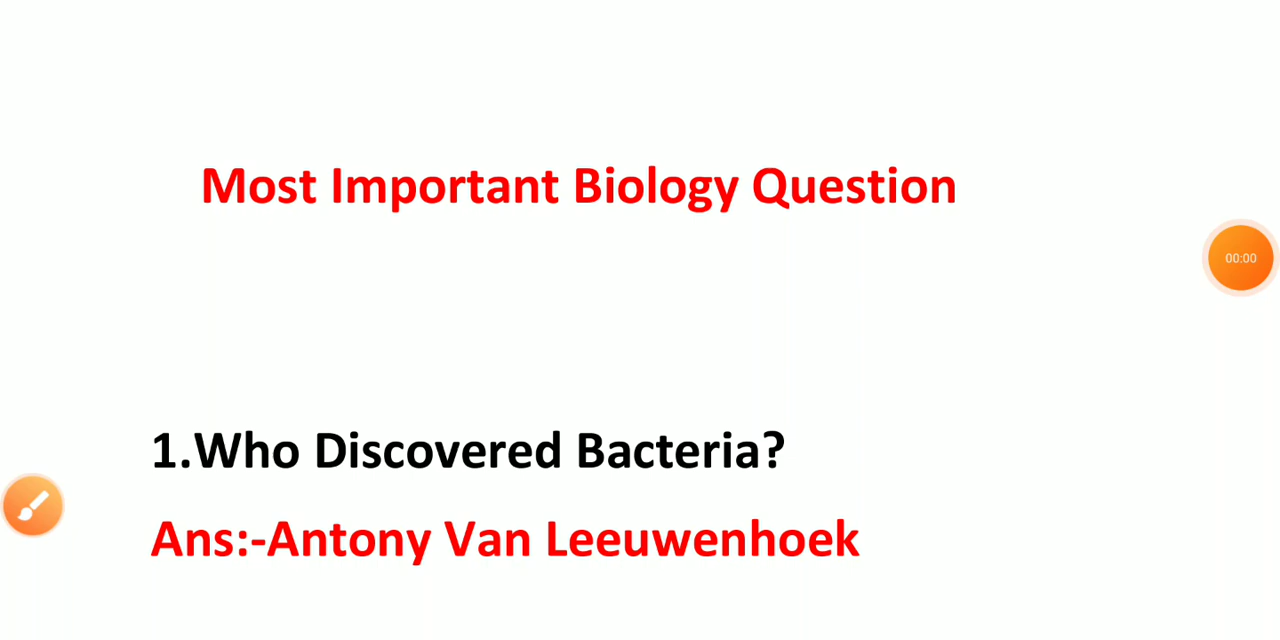 Most Important Biology Question
00:00
1.Who Discovered Bacteria?
Ans:-Antony Van Leeuwenhoek